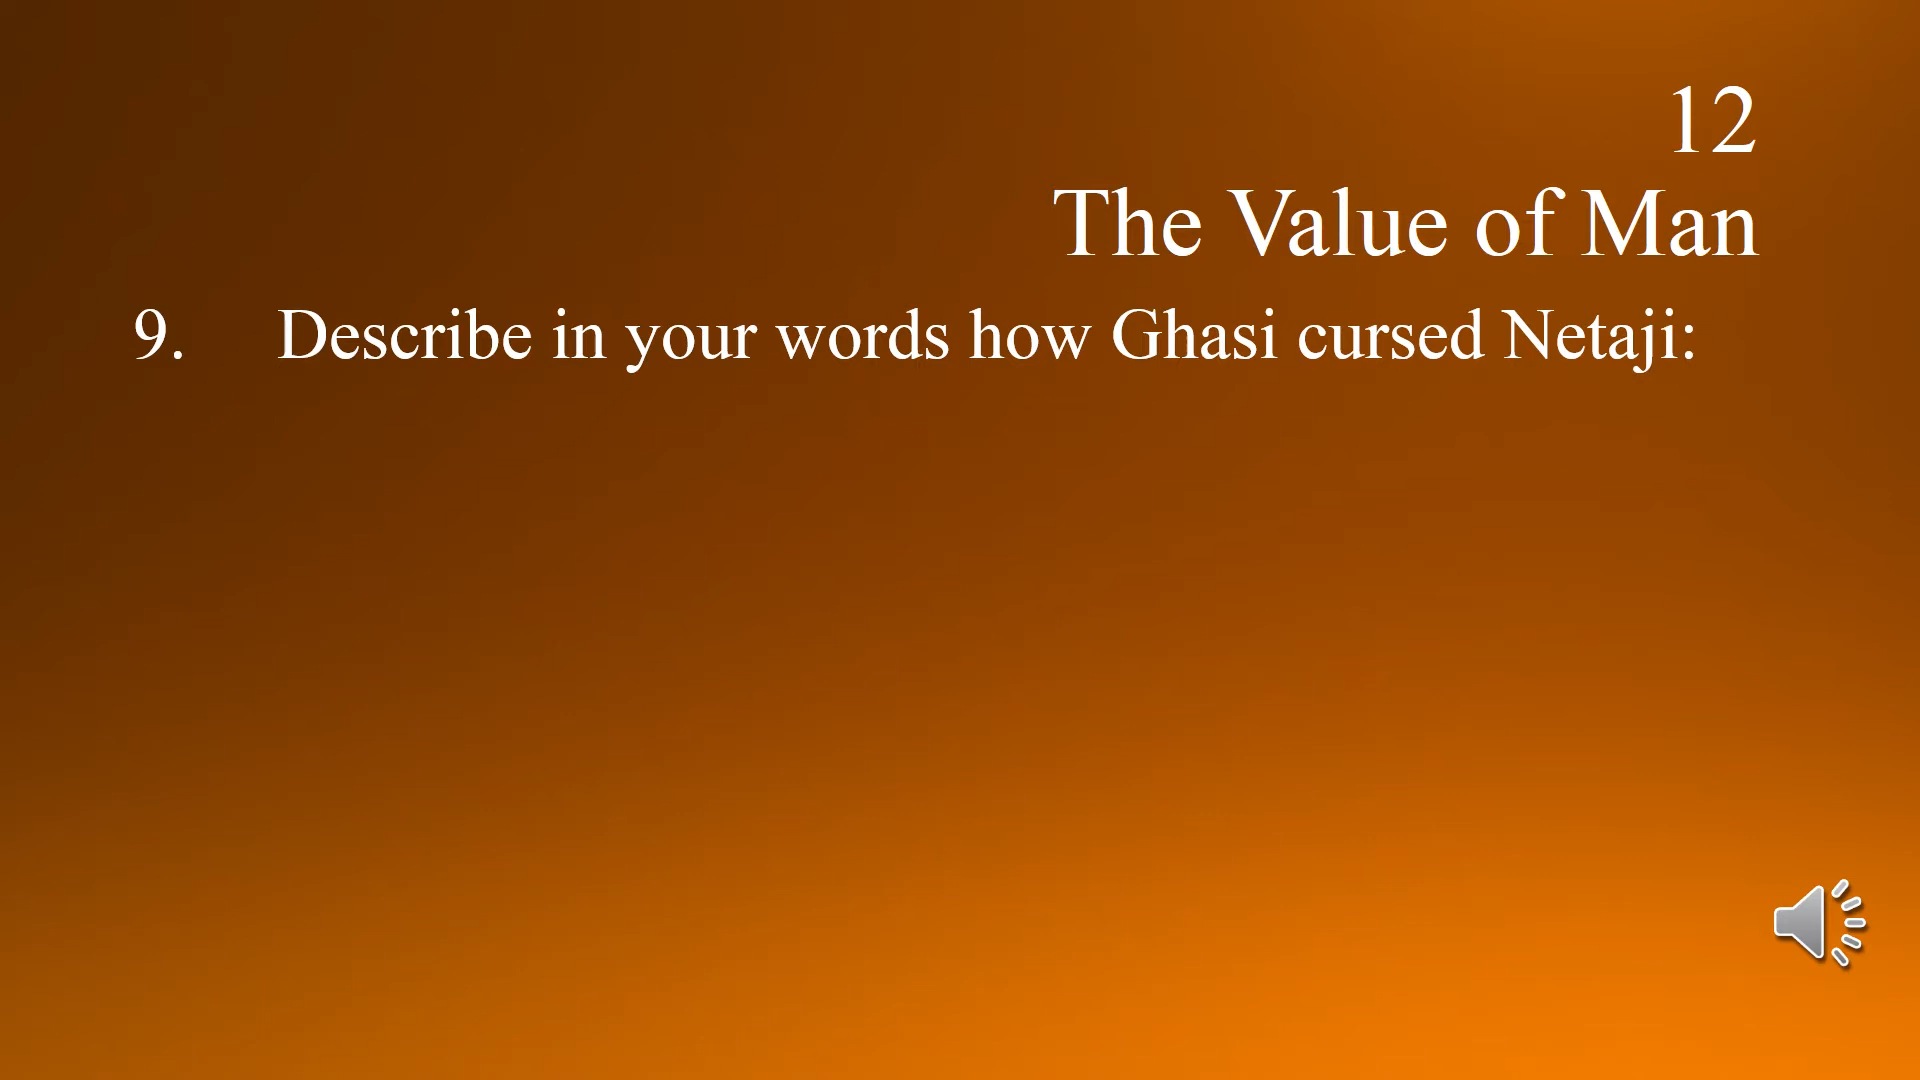 12
The Value of Man
9. Describe in your words how Ghasi cursed Netaji: